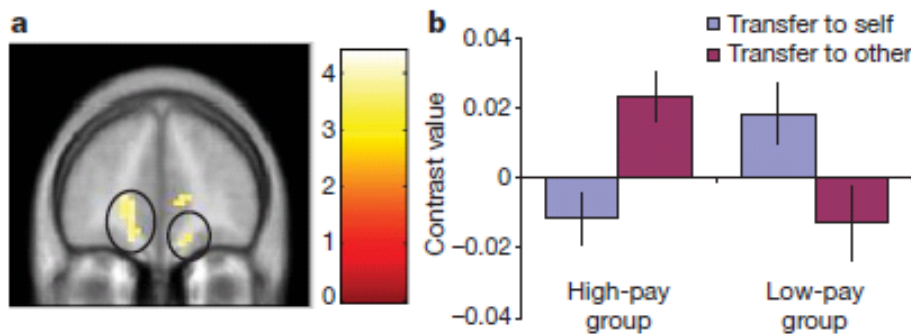 a
4
3
2
1
0
b
Transfer to self
Transfer to other
Contrast value
0.04
0.02
0
−0.02
−0.04
High-pay
group
Low-pay
group